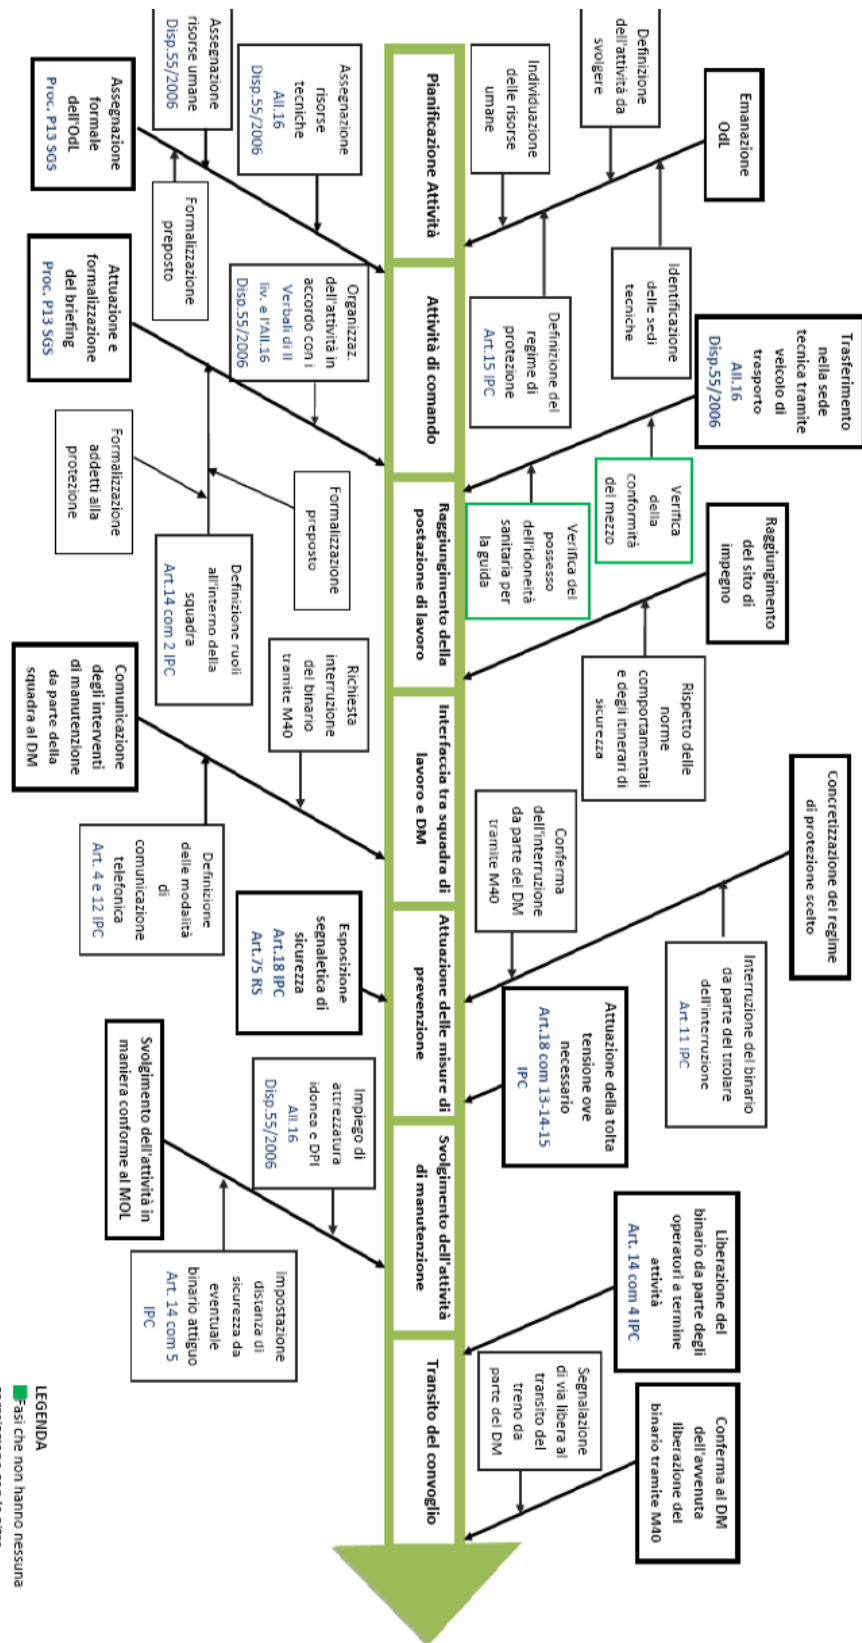 Emanazione
OdL
Definizione
dell'attività da
svolgere
Identificazione
delle sedi
tecniche
Individuazione
delle risorse
umane
Definizione del
regime di
protezione
Art.15 IPC
Trasferimento
nella sede
tecnica tramite
veicolo di
trasporto
All.16
Disp.55/2006
Verifica
della
conformità
del mezzo
Verifica del
possesso
dell'idoneità
sanitaria per
la guida
Raggiungimento
del sito di
impegno
Rispetto delle
norme
comportamentali
e degli itinerari di
sicurezza
Concretizzazione del regime
di protezione scelto
Interruzione del binario
da parte del titolare
dell'interruzione
Art.11 IPC
Conferma
dell'interruzione
da parte del DM
tramite M40
Attuazione della tolta
tensione ove
necessario
Art.18 com 13-14-15
IPC
Liberazione del
binario da parte degli
operatori a termine
attività
Art. 14 com 4 IPC
Conferma al DM
dell'avvenuta
liberazione del
binario tramite M40
Segnalazione
di via libera al
transito del
treno da
parte del DM
Pianificazione Attività
Attività di comando
Raggiungimento della
postazione di lavoro
Interfaccia tra squadra di
lavoro e DM
Attuazione delle misure di
prevenzione
Svolgimento dell'attività
di manutenzione
Transito del convoglio
Assegnazione
risorse
tecniche
All.16
Disp.55/2006
Assegnazione
risorse umane
Disp.55/2006
Formalizzazione
preposto
Assegnazione
formale
dell'OdL
Proc. P13 SGS
Organizzaz.
dell'attività in
accordo con i
Verbali di II
liv. e l'All.16
Disp.55/2006
Attuazione e
formalizzazione
del briefing
Proc. P13 SGS
Formalizzazione
preposto
Formalizzazione
addetti alla
protezione
Definizione ruoli
all'interno della
squadra
Art.14 com 2 IPC
Richiesta
interruzione
del binario
tramite M40
Comunicazione
degli interventi
di manutenzione
da parte della
squadra al DM
Definizione
delle modalità
di
comunicazione
telefonica
Art. 4 e 12 IPC
Esposizione
segnaletica di
sicurezza
Art.18 IPC
Art.75 RS
Impiego di
attrezzatura
idonea e DPI
All.16
Disp.55/2006
Svolgimento dell'attività in
maniera conforme al MOL
Impostazione
distanza di
sicurezza da
eventuale
binario attiguo
Art. 14 com 5
IPC
LEGENDA
Fasi che non hanno nessuna